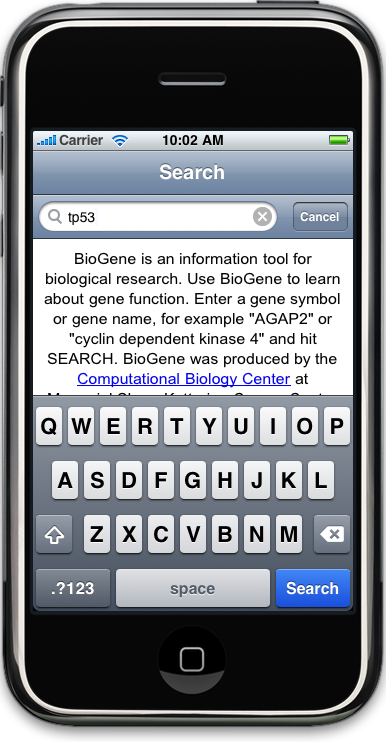 Carrier 10:02 AM
Search
tp53 Cancel
BioGene is an information tool for
biological research. Use BioGene to learn
about gene function. Enter a gene symbol
or gene name, for example "AGAP2" or
"cyclin dependent kinase 4" and hit
SEARCH. BioGene was produced by the
Computational Biology Center at
Q W E R T Y U I O P
A S D F G H J K L
Z X C V B N M
.?123 space Search